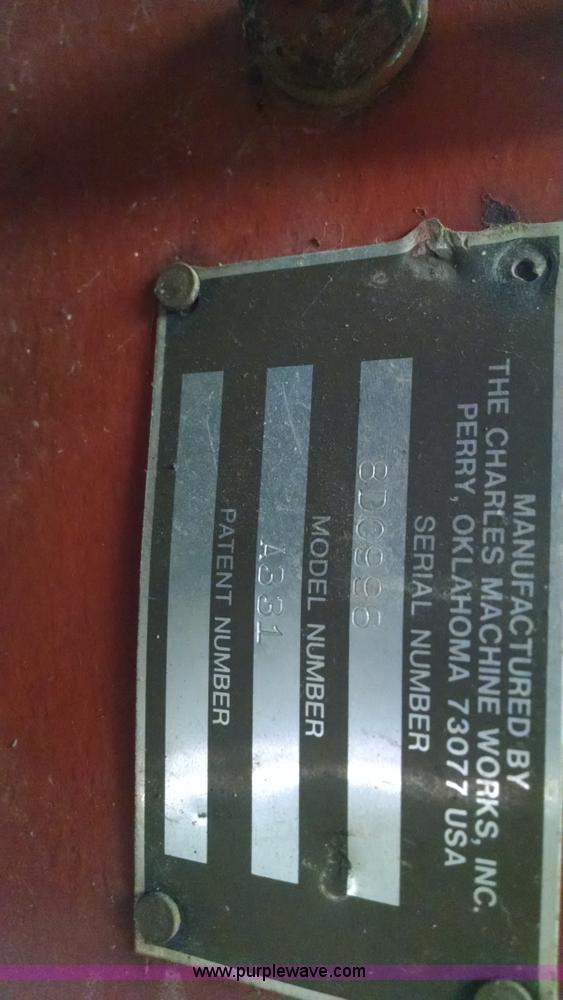 MANUFACTURED BY
THE CHARLES MACHINE WORKS, INC.
PERRY, OKLAHOMA 73077 USA
SERIAL NUMBER
8DC996
MODEL NUMBER
A331
PATENT NUMBER
www.purplewave.com